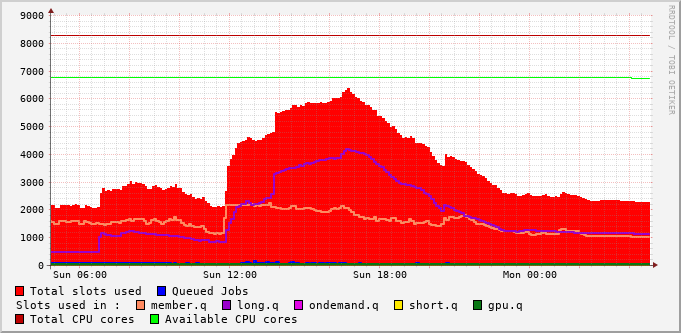 9000
8000
7000
6000
5000
4000
3000
2000
1000
0
Sun 06:00 Sun 12:00 Sun 18:00 Mon 00:00
RRDTOOL / TOBI OETIKER
Total slots used Queued Jobs
Slots used in : member.q long.q ondemand.q short.q gpu.q
Total CPU cores Available CPU cores